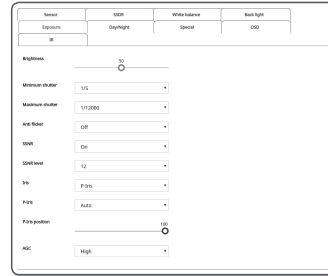 Sensor SSDR White balance Back light
Exposure Day/Night Special OSD
IR
Brightness 50
Minimum shutter 1/5
Maximum shutter 1/12000
Anti flicker Off
SSNR On
SSNR level 12
Iris P-Iris
P-Iris Auto
P-Iris position 100
AGC High